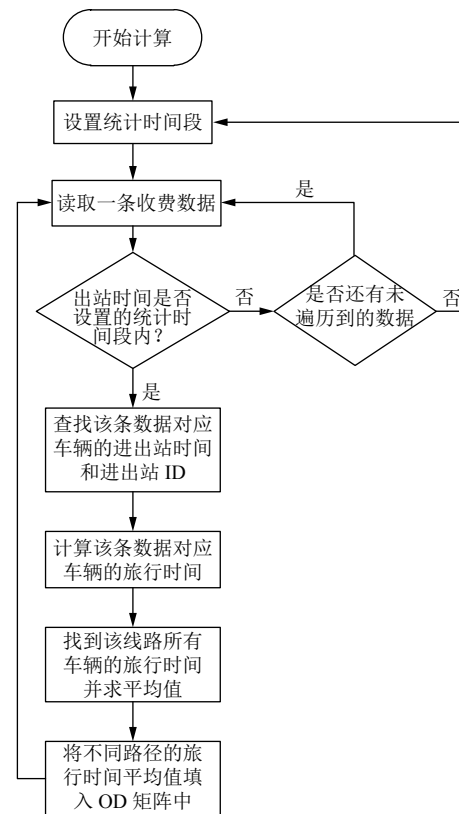 开始计算
设置统计时间段
是
读取一条收费数据
出站时间是否
设置的统计时
间段内？
否
是否还有未
遍历到的数据
否
是
查找该条数据对应
车辆的进出站时间
和进出站 ID
计算该条数据对应
车辆的旅行时间
找到该线路所有
车辆的旅行时间
并求平均值
将不同路径的旅
行时间平均值填
入 OD 矩阵中